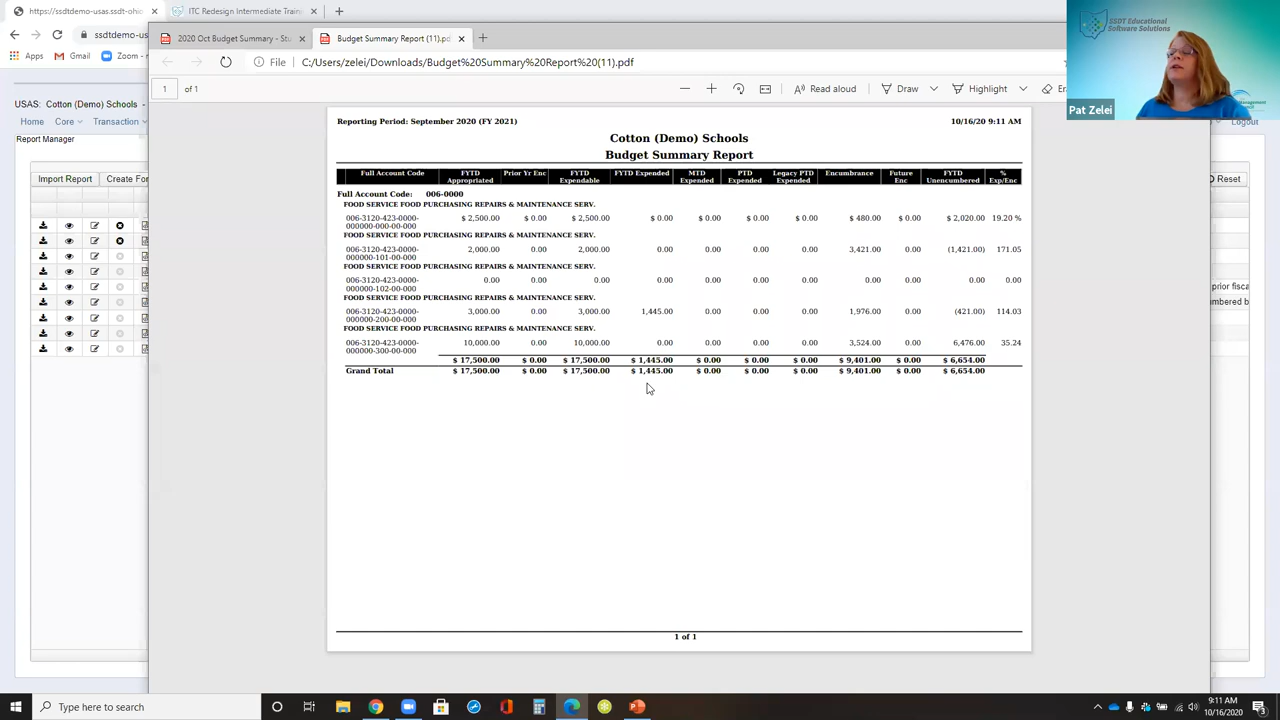 https://ssdt-usas.ssdt-ohio
ITC Redesign Intermediate Train
ssdt-dem
Apps
Gmail
Zoom -
2020 Oct Budget Summary - Stu
Budget Summary Report (11).pd
File C:/Users/zelei/Downloads/Budget%20Summary%20Report%20(11).pdf
1 of 1
Read aloud
Draw
Highlight
SSDT Educational
Software Solutions
Pat Zelei
USAS: Cotton (Demo) Schools -
Home Core Transaction
Logout
Report Manager
Import Report
Create For
Reset
prior fisca
umbered b
Reporting Period: September 2020 (FY 2021) 10/16/20 9:11 AM
Cotton (Demo) Schools
Budget Summary Report
Full Account Code FYTD Appropriated Prior Yr Enc FYTD Expendable FYTD Expended MTD Expended PTD Expended Legacy PTD Expended Encumbrance Future Enc FYTD Unencumbered % Exp/Enc
Full Account Code: 006-0000
FOOD SERVICE FOOD PURCHASING REPAIRS & MAINTENANCE SERV.
006-3120-423-0000- $ 2,500.00 $ 0.00 $ 2,500.00 $ 0.00 $ 0.00 $ 0.00 $ 0.00 $ 480.00 $ 0.00 $ 2,020.00 19.20 %
000000-000-00-000
FOOD SERVICE FOOD PURCHASING REPAIRS & MAINTENANCE SERV.
006-3120-423-0000- 2,000.00 0.00 2,000.00 0.00 0.00 0.00 0.00 3,421.00 0.00 (1,421.00) 171.05
000000-101-00-000
FOOD SERVICE FOOD PURCHASING REPAIRS & MAINTENANCE SERV.
006-3120-423-0000- 0.00 0.00 0.00 0.00 0.00 0.00 0.00 0.00 0.00 0.00 0.00
000000-102-00-000
FOOD SERVICE FOOD PURCHASING REPAIRS & MAINTENANCE SERV.
006-3120-423-0000- 3,000.00 0.00 3,000.00 1,445.00 0.00 0.00 0.00 1,976.00 0.00 (421.00) 114.03
000000-200-00-000
FOOD SERVICE FOOD PURCHASING REPAIRS & MAINTENANCE SERV.
006-3120-423-0000- 10,000.00 0.00 10,000.00 0.00 0.00 0.00 0.00 3,524.00 0.00 6,476.00 35.24
000000-300-00-000
$ 17,500.00 $ 0.00 $ 17,500.00 $ 1,445.00 $ 0.00 $ 0.00 $ 0.00 $ 9,401.00 $ 0.00 $ 6,654.00
Grand Total $ 17,500.00 $ 0.00 $ 17,500.00 $ 1,445.00 $ 0.00 $ 0.00 $ 0.00 $ 9,401.00 $ 0.00 $ 6,654.00
1 of 1
Type here to search
9:11 AM
10/16/2020
3